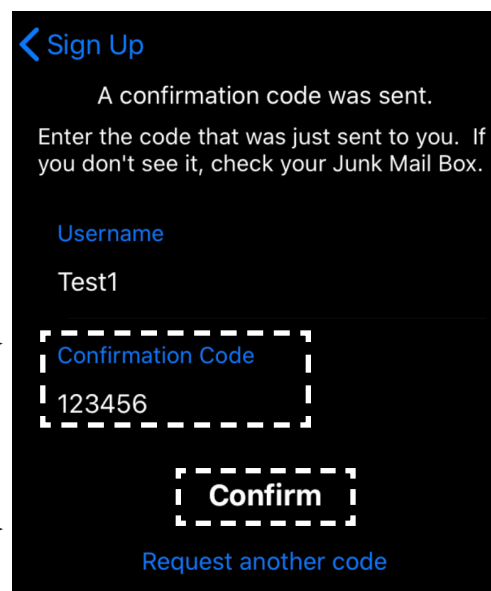 Sign Up
A confirmation code was sent.
Enter the code that was just sent to you.  If
you don't see it, check your Junk Mail Box.
Username
Test1
Confirmation Code
123456
Confirm
Request another code